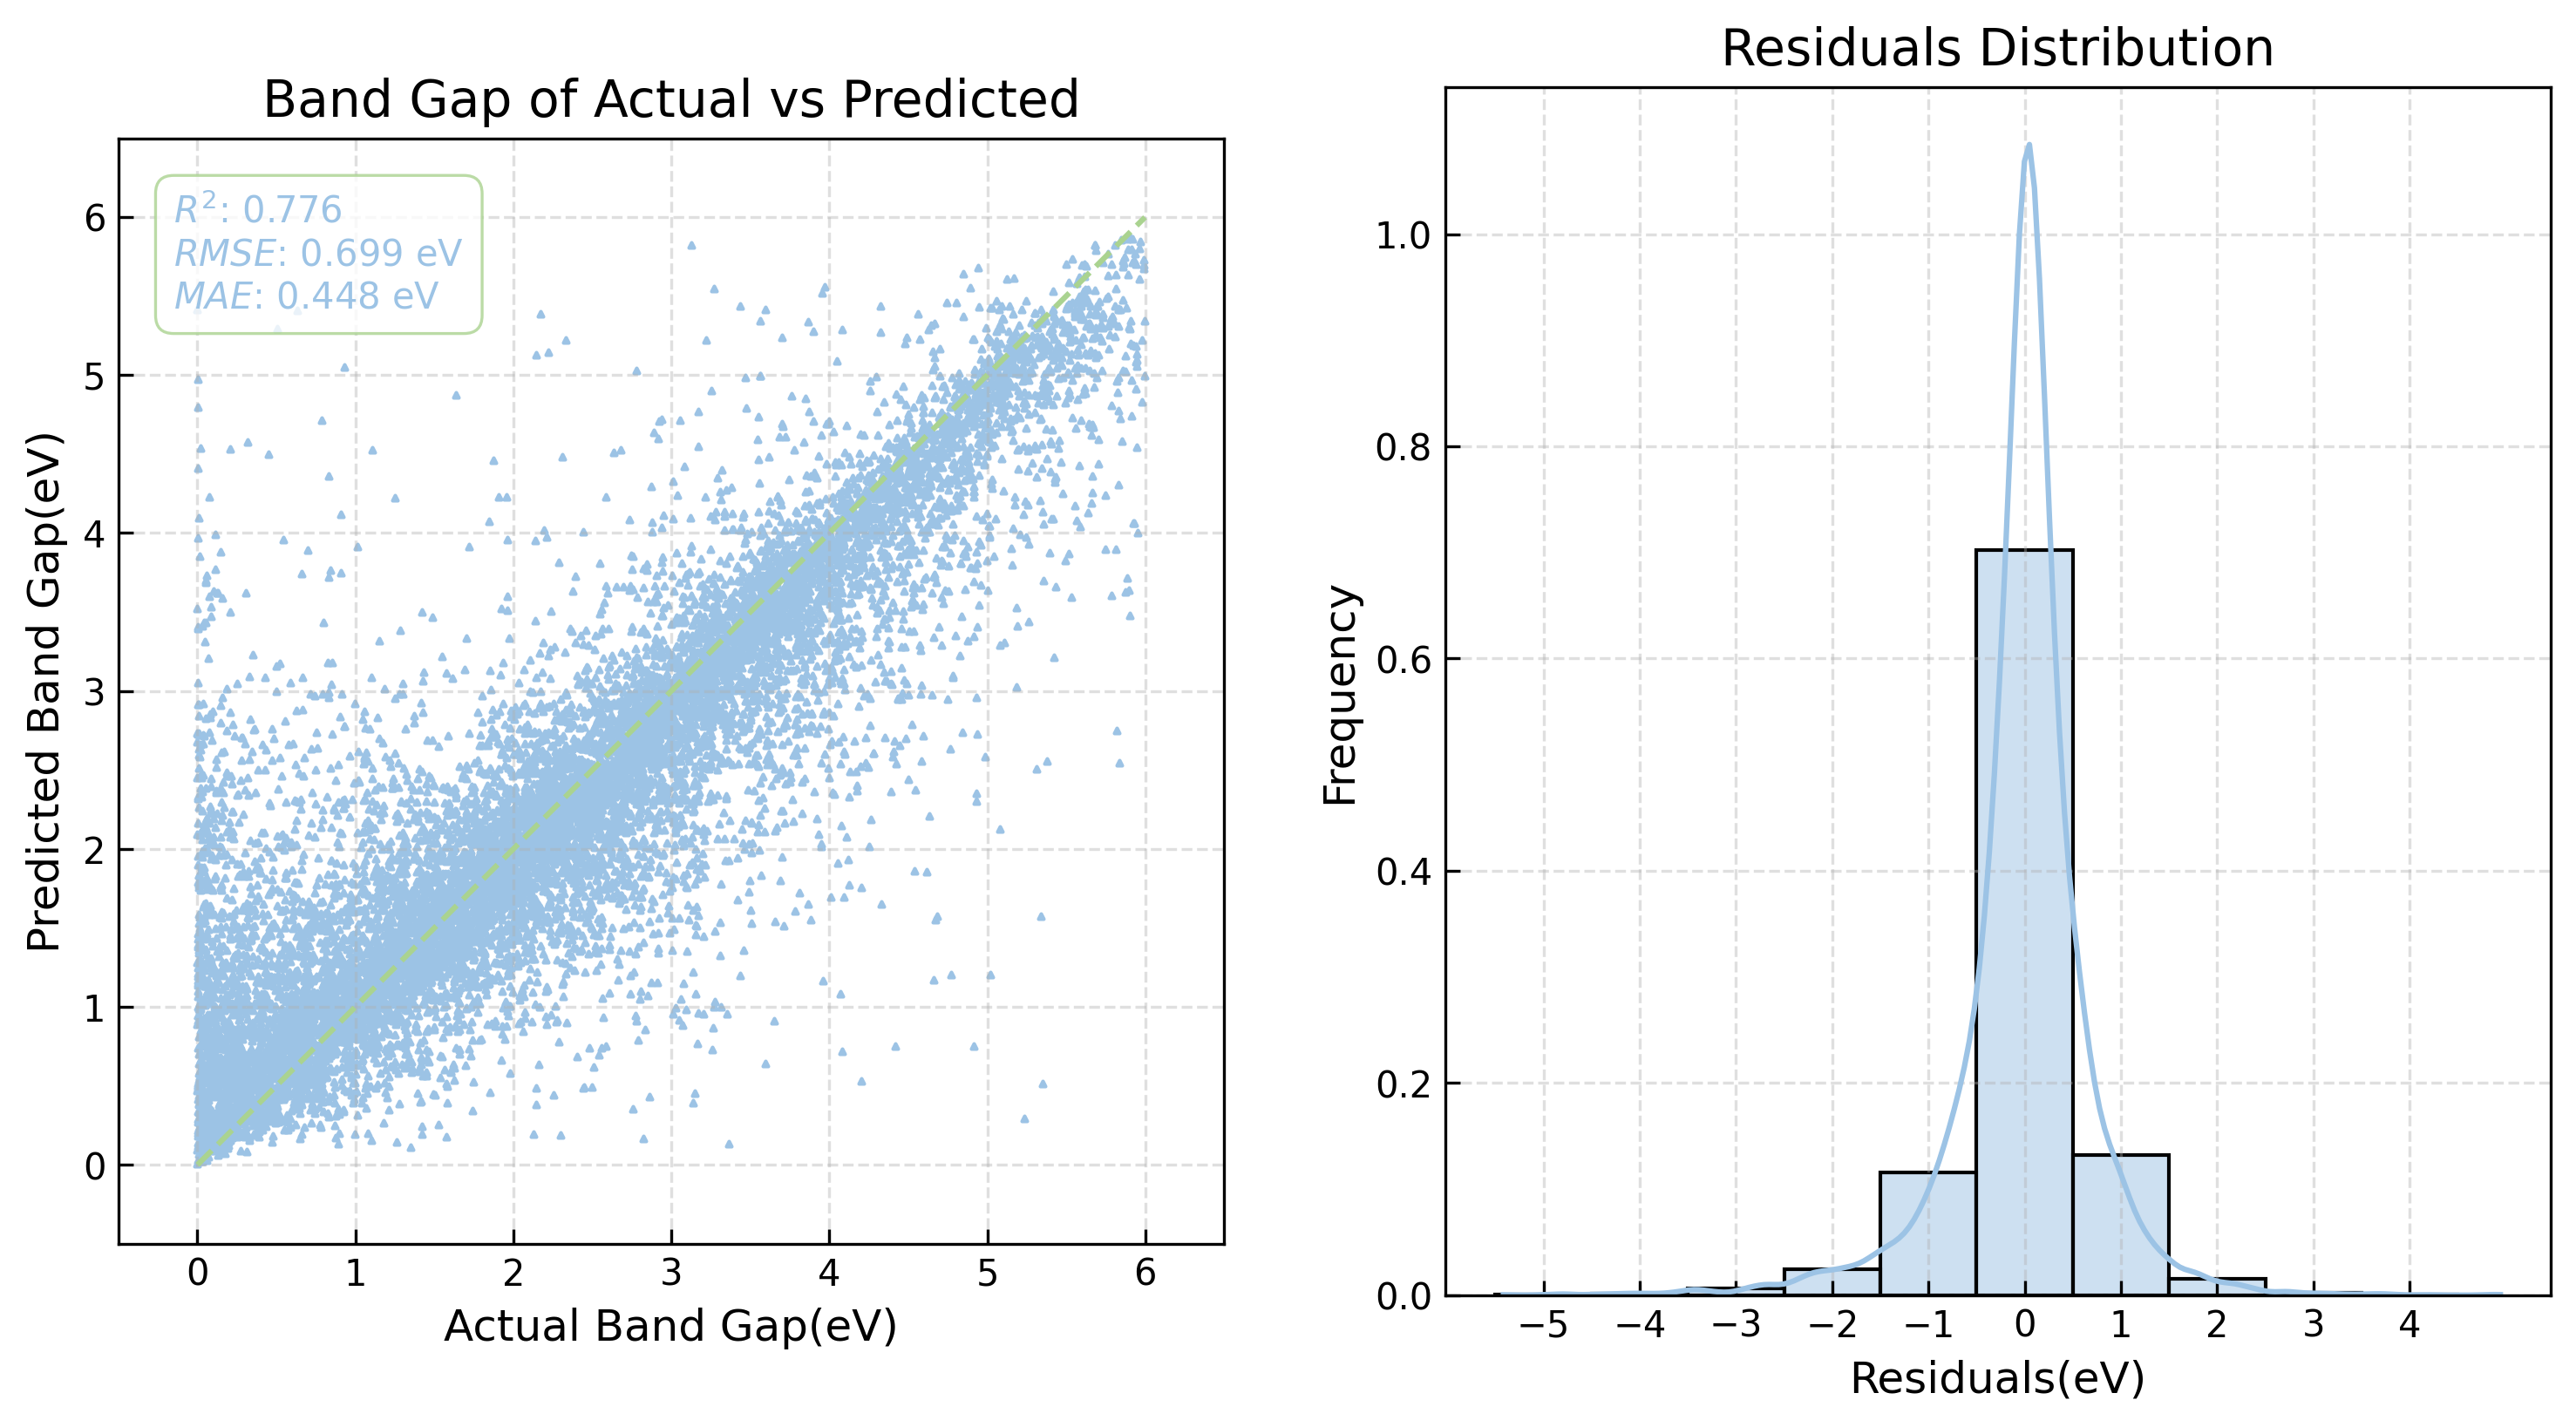 Band Gap of Actual vs Predicted
R²: 0.776
RMSE: 0.699 eV
MAE: 0.448 eV
Predicted Band Gap(eV)
6
5
4
3
2
1
0
0 1 2 3 4 5 6
Actual Band Gap(eV)
Residuals Distribution
Frequency
1.0
0.8
0.6
0.4
0.2
0.0
−5 −4 −3 −2 −1 0 1 2 3 4
Residuals(eV)